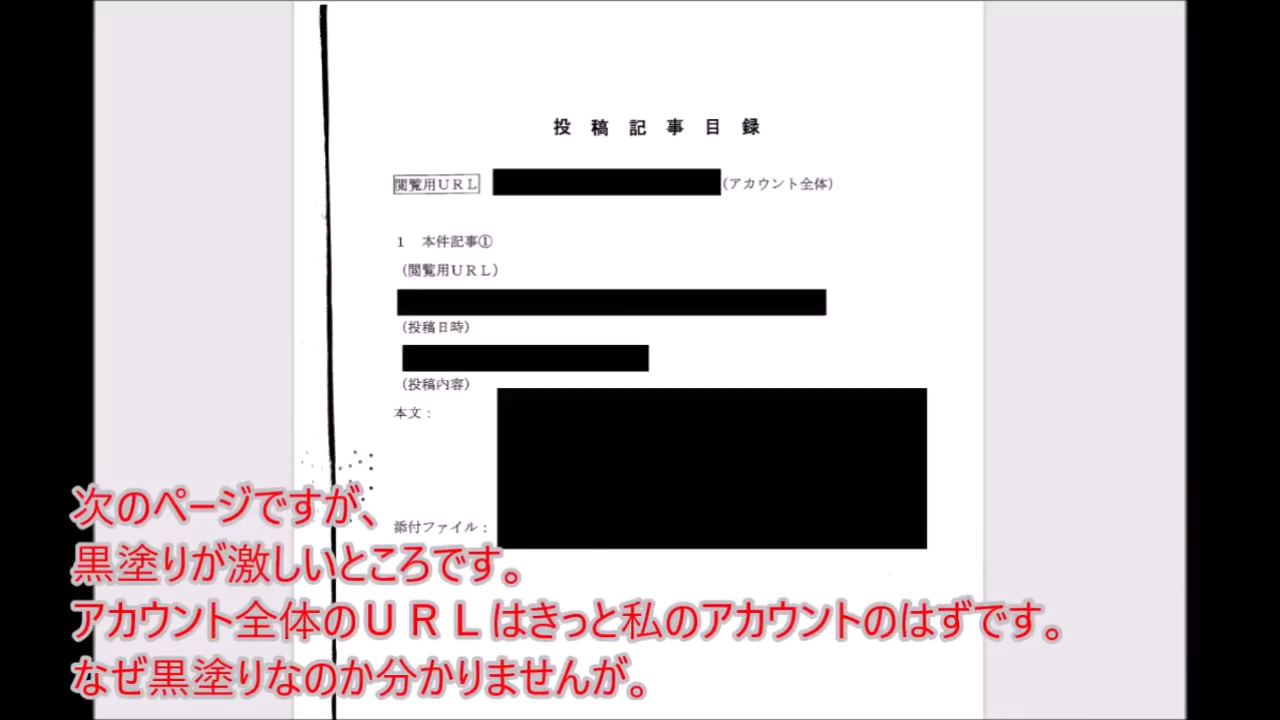 投稿記事目録
閲覧用ＵＲＬ (アカウント全体)
1 本件記事①
（閲覧用ＵＲＬ）
（投稿日時）
（投稿内容）
本文：
添付ファイル：
次のページですが、
黒塗りが激しいところです。
アカウント全体のＵＲＬはきっと私のアカウントのはずです。
なぜ黒塗りなのか分かりませんが。